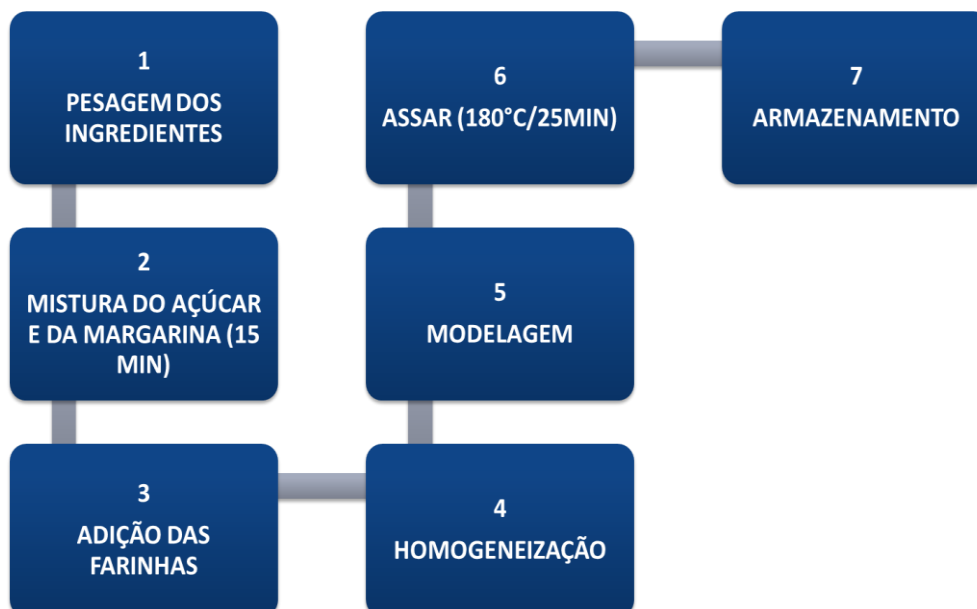 1
PESAGEM DOS
INGREDIENTES
2
MISTURA DO AÇÚCAR
E DA MARGARINA (15
MIN)
3
ADIÇÃO DAS
FARINHAS
4
HOMOGENEIZAÇÃO
5
MODELAGEM
6
ASSAR (180°C/25MIN)
7
ARMAZENAMENTO